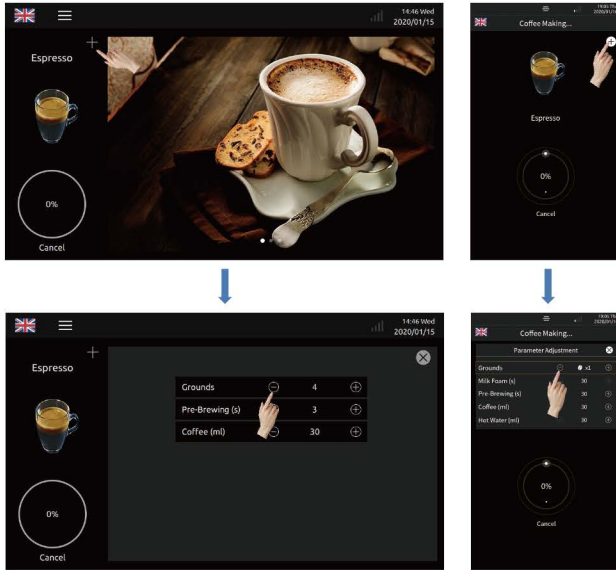 14:46 Wed
2020/01/15
Espresso
0%
Cancel
Coffee Making...
Espresso
0%
Cancel
14:46 Wed
2020/01/15
Espresso
Grounds 4
Pre-Brewing (s) 3
Coffee (ml) 30
0%
Cancel
Coffee Making...
Parameter Adjustment
Grounds x1
Milk Foam (s) 30
Pre-Brewing (s) 30
Coffee (ml) 30
Hot Water (ml) 30
0%
Cancel